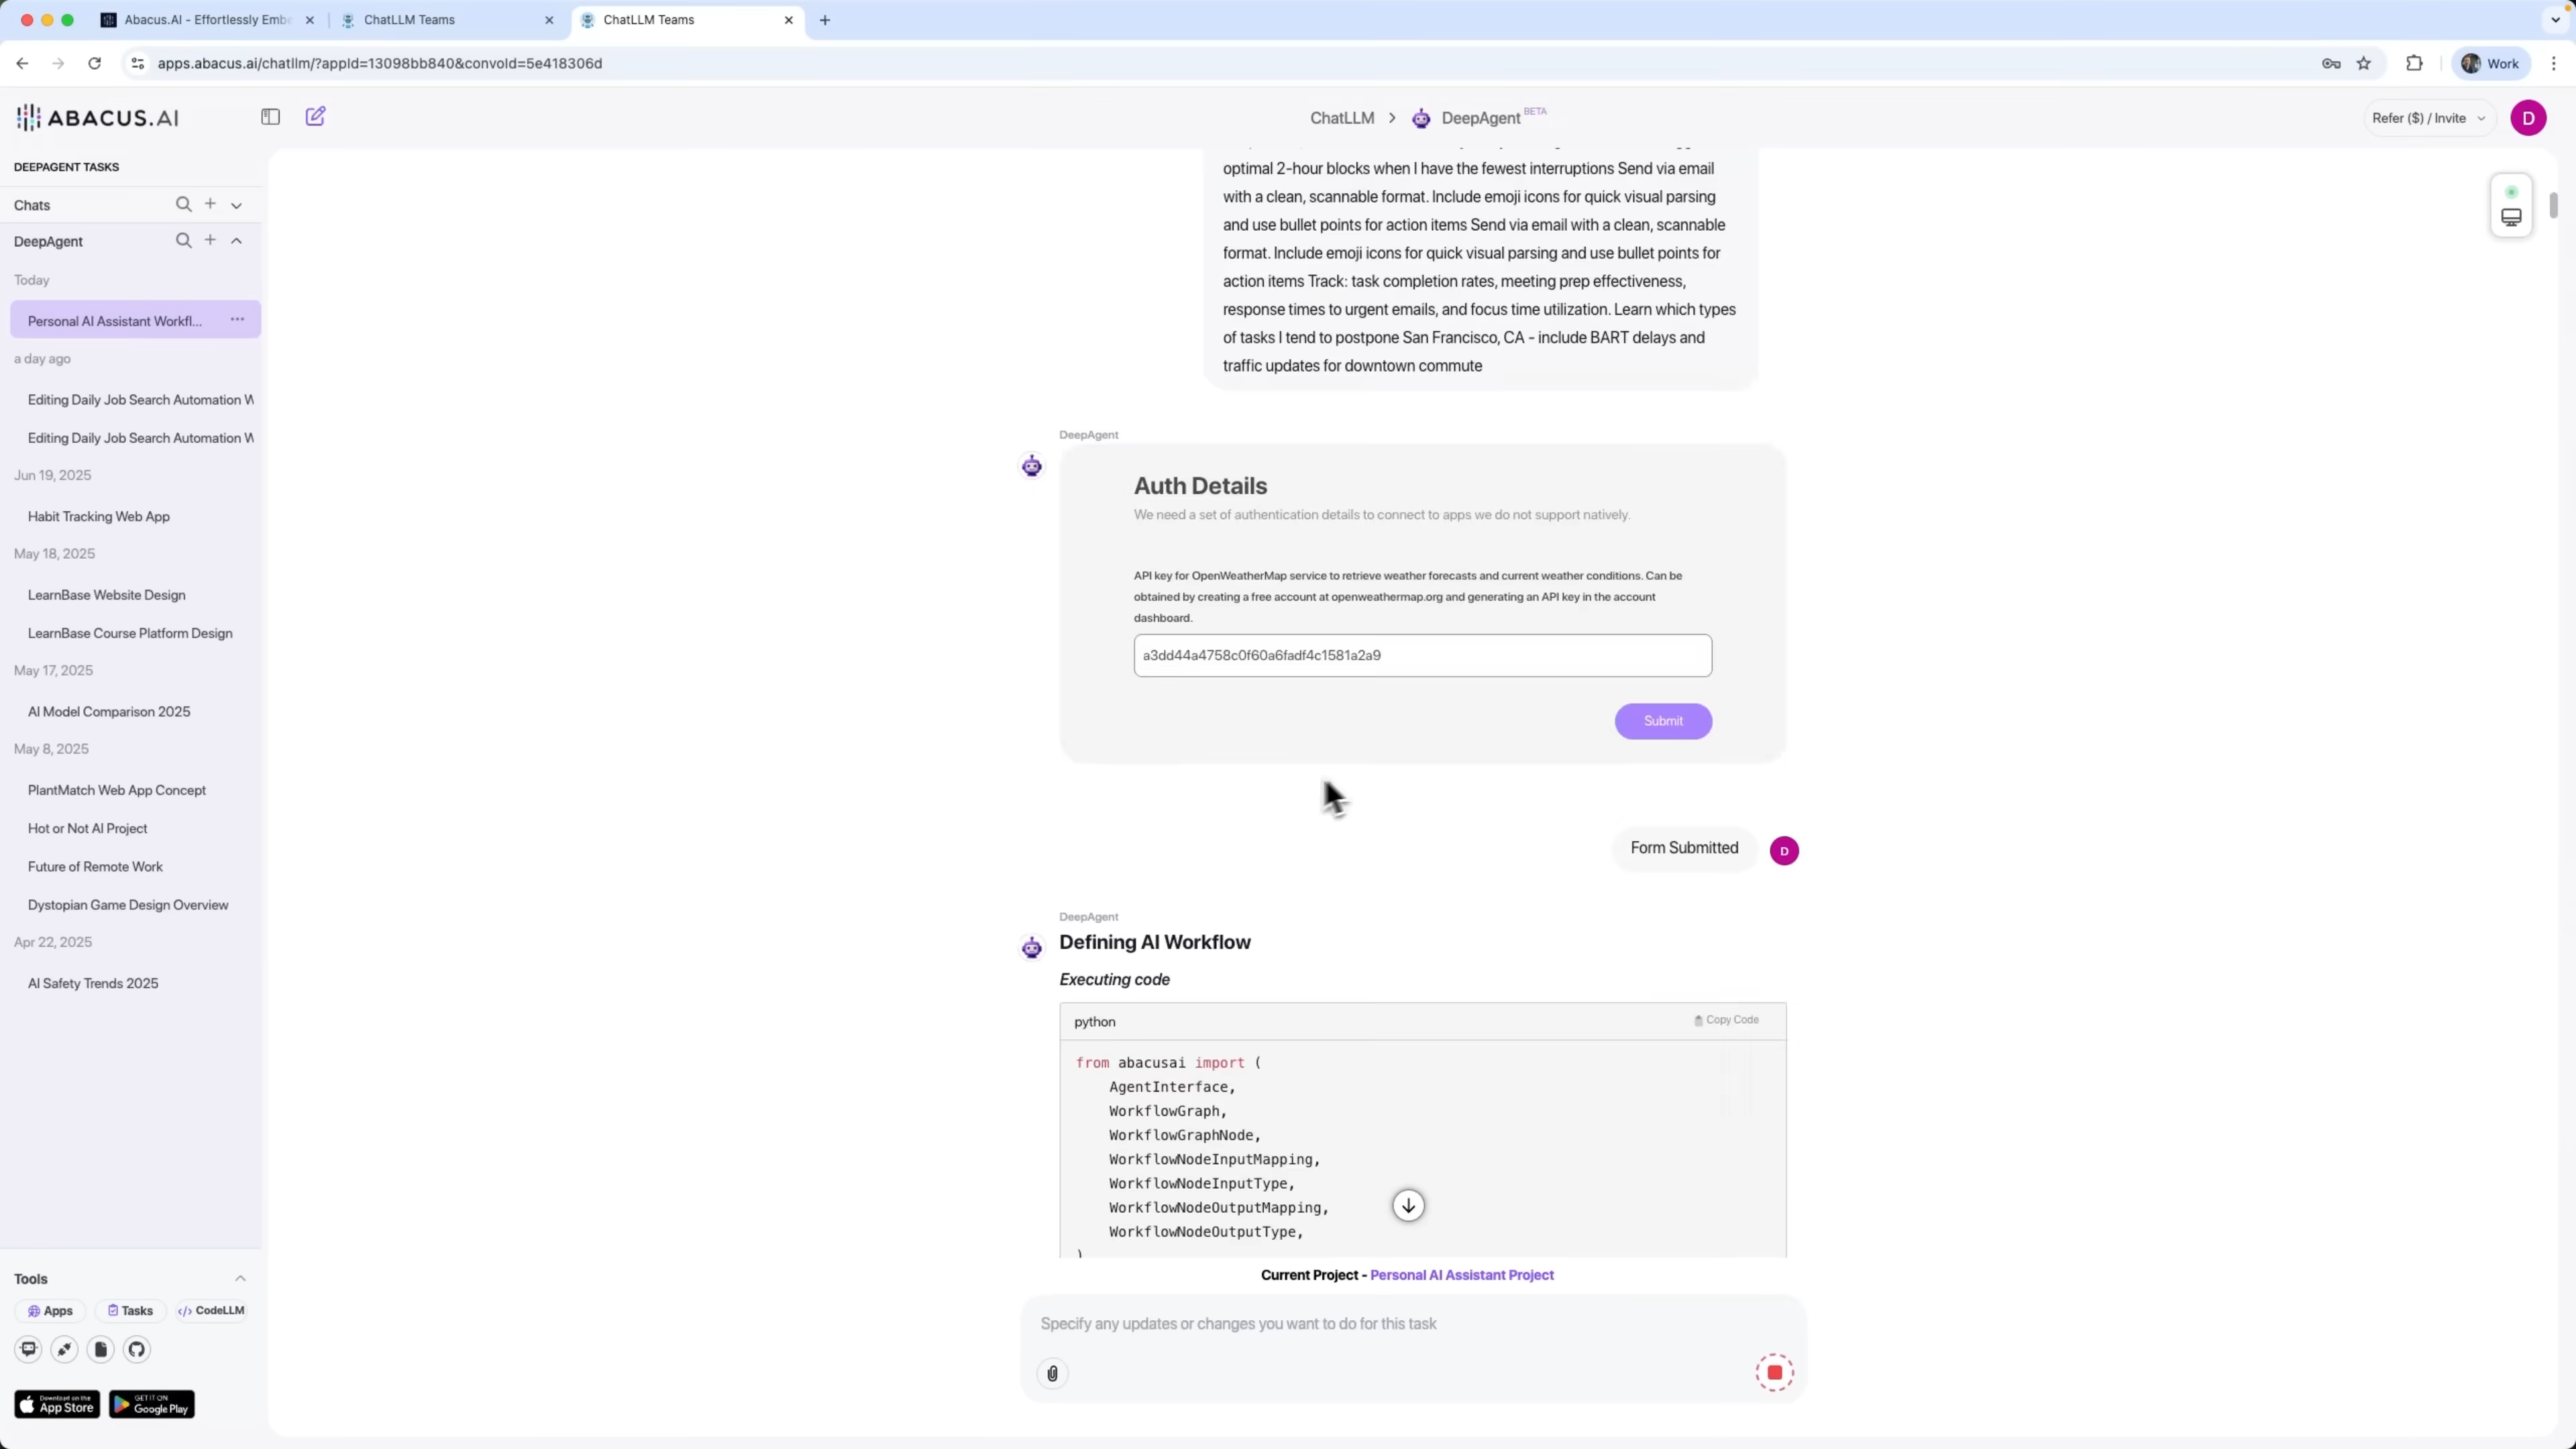 Abacus.AI - Effortlessly Embe
ChatLLM Teams
ChatLLM Teams
apps.abacus.ai/chatllm/?appId=13098bb840&convoId=5e418306d
Work
ABACUS.AI
ChatLLM > DeepAgent BETA
Refer ($) / Invite
D
DEEPAGENT TASKS
Chats
DeepAgent
Today
Personal AI Assistant Workfl...
a day ago
Editing Daily Job Search Automation W
Editing Daily Job Search Automation W
Jun 19, 2025
Habit Tracking Web App
May 18, 2025
LearnBase Website Design
LearnBase Course Platform Design
May 17, 2025
AI Model Comparison 2025
May 8, 2025
PlantMatch Web App Concept
Hot or Not AI Project
Future of Remote Work
Dystopian Game Design Overview
Apr 22, 2025
AI Safety Trends 2025
Tools
Apps
Tasks
</> CodeLLM
Download on the
App Store
GET IT ON
Google Play
optimal 2-hour blocks when I have the fewest interruptions Send via email
with a clean, scannable format. Include emoji icons for quick visual parsing
and use bullet points for action items Send via email with a clean, scannable
format. Include emoji icons for quick visual parsing and use bullet points for
action items Track: task completion rates, meeting prep effectiveness,
response times to urgent emails, and focus time utilization. Learn which types
of tasks I tend to postpone San Francisco, CA - include BART delays and
traffic updates for downtown commute
DeepAgent
Auth Details
We need a set of authentication details to connect to apps we do not support natively.
API key for OpenWeatherMap service to retrieve weather forecasts and current weather conditions. Can be
obtained by creating a free account at openweathermap.org and generating an API key in the account
dashboard.
a3dd44a4758c0f60a6fadf4c1581a2a9
Submit
Form Submitted
D
DeepAgent
Defining AI Workflow
Executing code
python
Copy Code
from abacusai import (
AgentInterface,
WorkflowGraph,
WorkflowGraphNode,
WorkflowNodeInputMapping,
WorkflowNodeInputType,
WorkflowNodeOutputMapping,
WorkflowNodeOutputType,
)
Current Project - Personal AI Assistant Project
Specify any updates or changes you want to do for this task